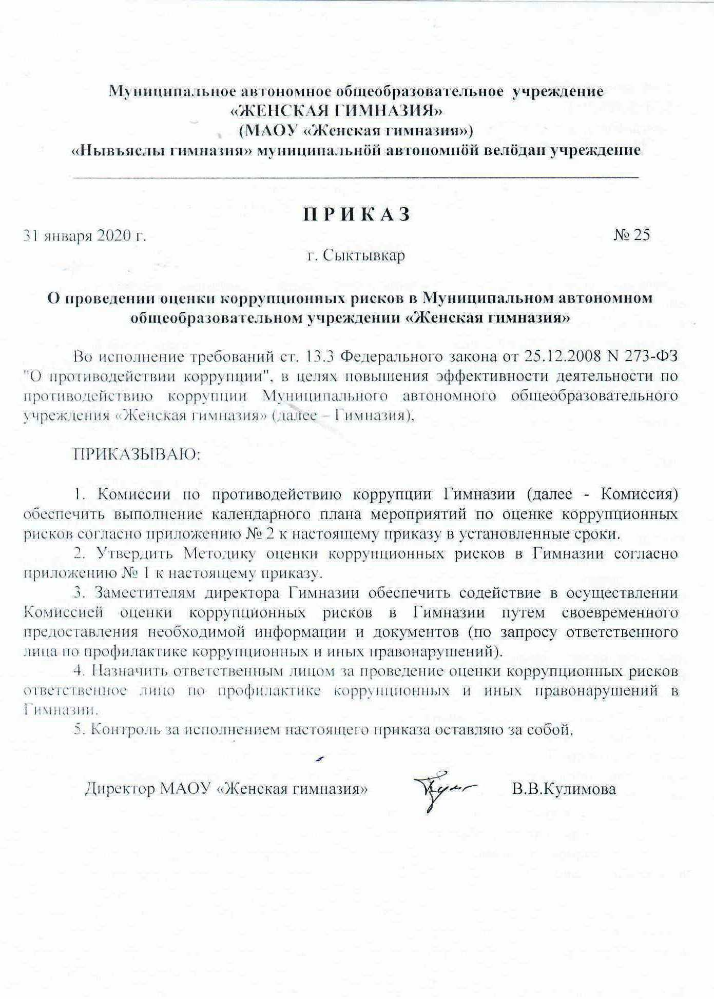 Муниципальное автономное общеобразовательное учреждение
«ЖЕНСКАЯ ГИМНАЗИЯ»
(МАОУ «Женская гимназия»)
«Нывъяслы гимназия» муниципальнӧй автономнӧй велӧдан учреждение
П Р И К А З
31 января 2020 г. № 25
г. Сыктывкар
О проведении оценки коррупционных рисков в Муниципальном автономном
общеобразовательном учреждении «Женская гимназия»
Во исполнение требований ст. 13.3 Федерального закона от 25.12.2008 N 273-ФЗ
"О противодействии коррупции", в целях повышения эффективности деятельности по
противодействию коррупции Муниципального автономного общеобразовательного
учреждения «Женская гимназия» (далее – Гимназия),
ПРИКАЗЫВАЮ:
1. Комиссии по противодействию коррупции Гимназии (далее - Комиссия)
обеспечить выполнение календарного плана мероприятий по оценке коррупционных
рисков согласно приложению № 2 к настоящему приказу в установленные сроки.
2. Утвердить Методику оценки коррупционных рисков в Гимназии согласно
приложению № 1 к настоящему приказу.
3. Заместителям директора Гимназии обеспечить содействие в осуществлении
Комиссией оценки коррупционных рисков в Гимназии путем своевременного
предоставления необходимой информации и документов (по запросу ответственного
лица по профилактике коррупционных и иных правонарушений).
4. Назначить ответственным лицом за проведение оценки коррупционных рисков
ответственное лицо по профилактике коррупционных и иных правонарушений в
Гимназии.
5. Контроль за исполнением настоящего приказа оставляю за собой.
Директор МАОУ «Женская гимназия» В.В.Кулимова